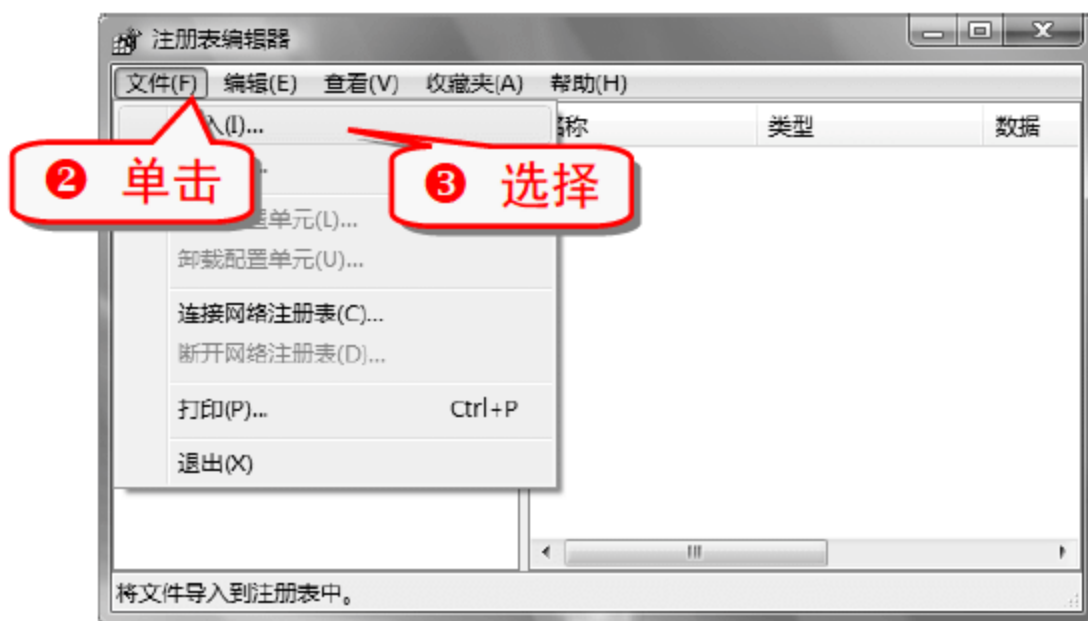 注册表编辑器
文件(F) 编辑(E) 查看(V) 收藏夹(A) 帮助(H)
入(I)... 称 类型 数据
❷ 单击 ❸ 选择
置单元(L)...
卸载配置单元(U)...
连接网络注册表(C)...
断开网络注册表(D)...
打印(P)... Ctrl+P
退出(X)
将文件导入到注册表中。